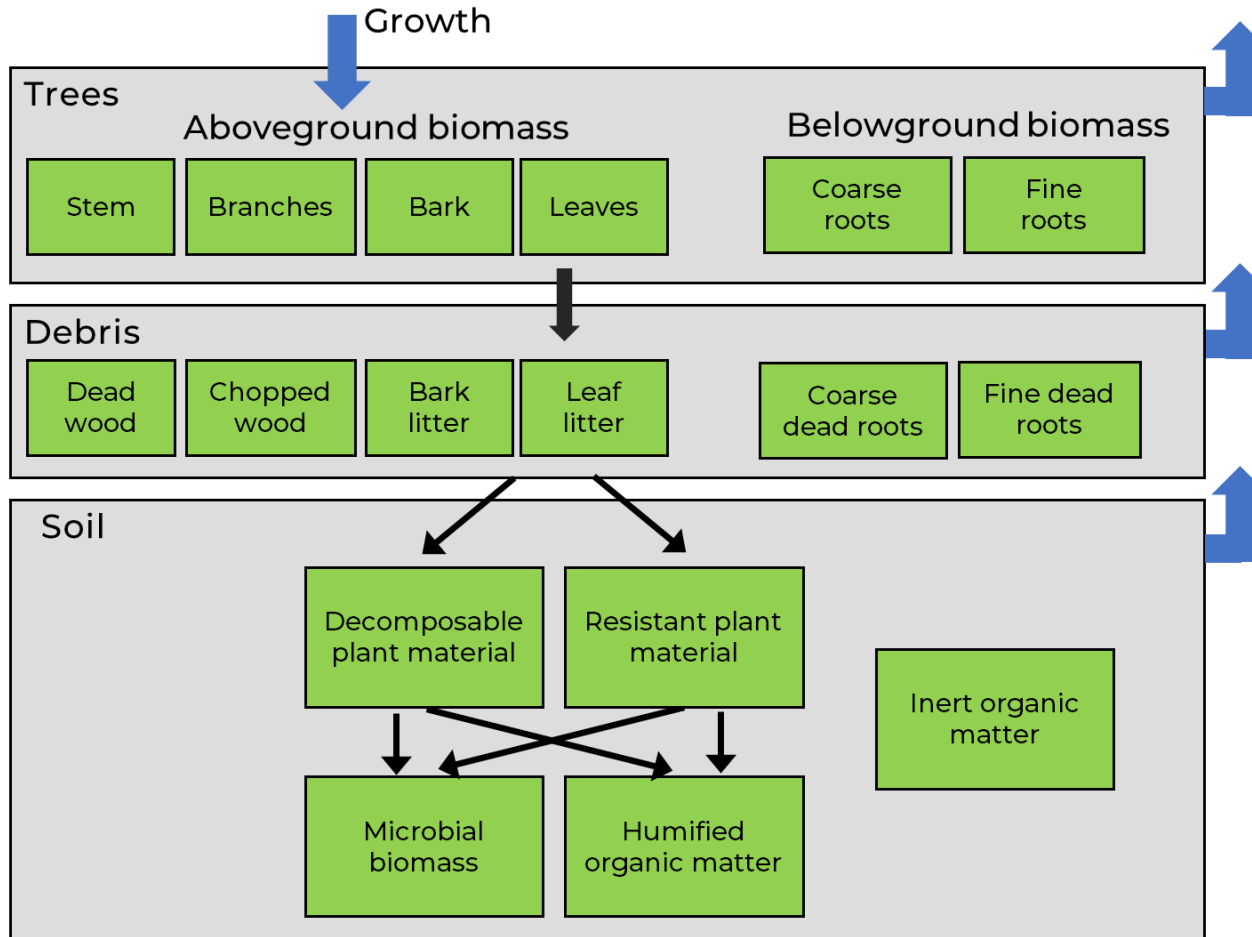 Growth
Trees
Aboveground biomass
Belowground biomass
Stem
Branches
Bark
Leaves
Coarse
roots
Fine
roots
Debris
Dead
wood
Chopped
wood
Bark
litter
Leaf
litter
Coarse
dead roots
Fine dead
roots
Soil
Decomposable
plant material
Resistant plant
material
Inert organic
matter
Microbial
biomass
Humified
organic matter